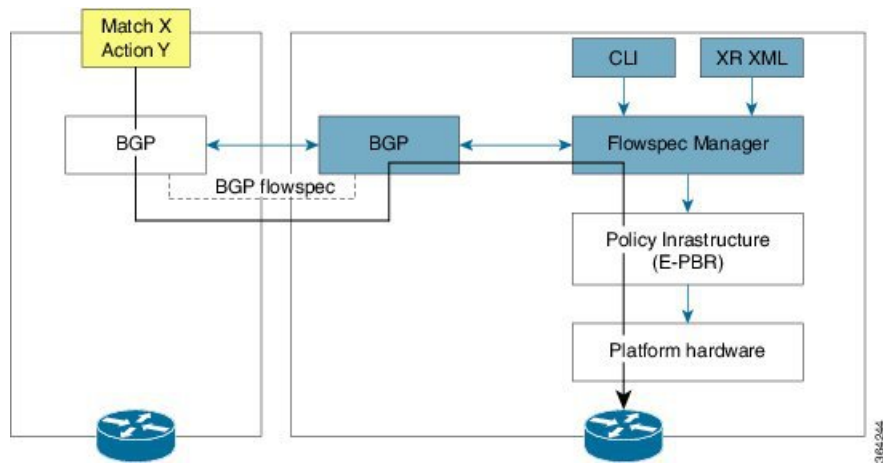 Match X
Action Y
CLI
XR XML
BGP
BGP
Flowspec Manager
BGP flowspec
Policy Inrastructure
(E-PBR)
Platform hardware
364244